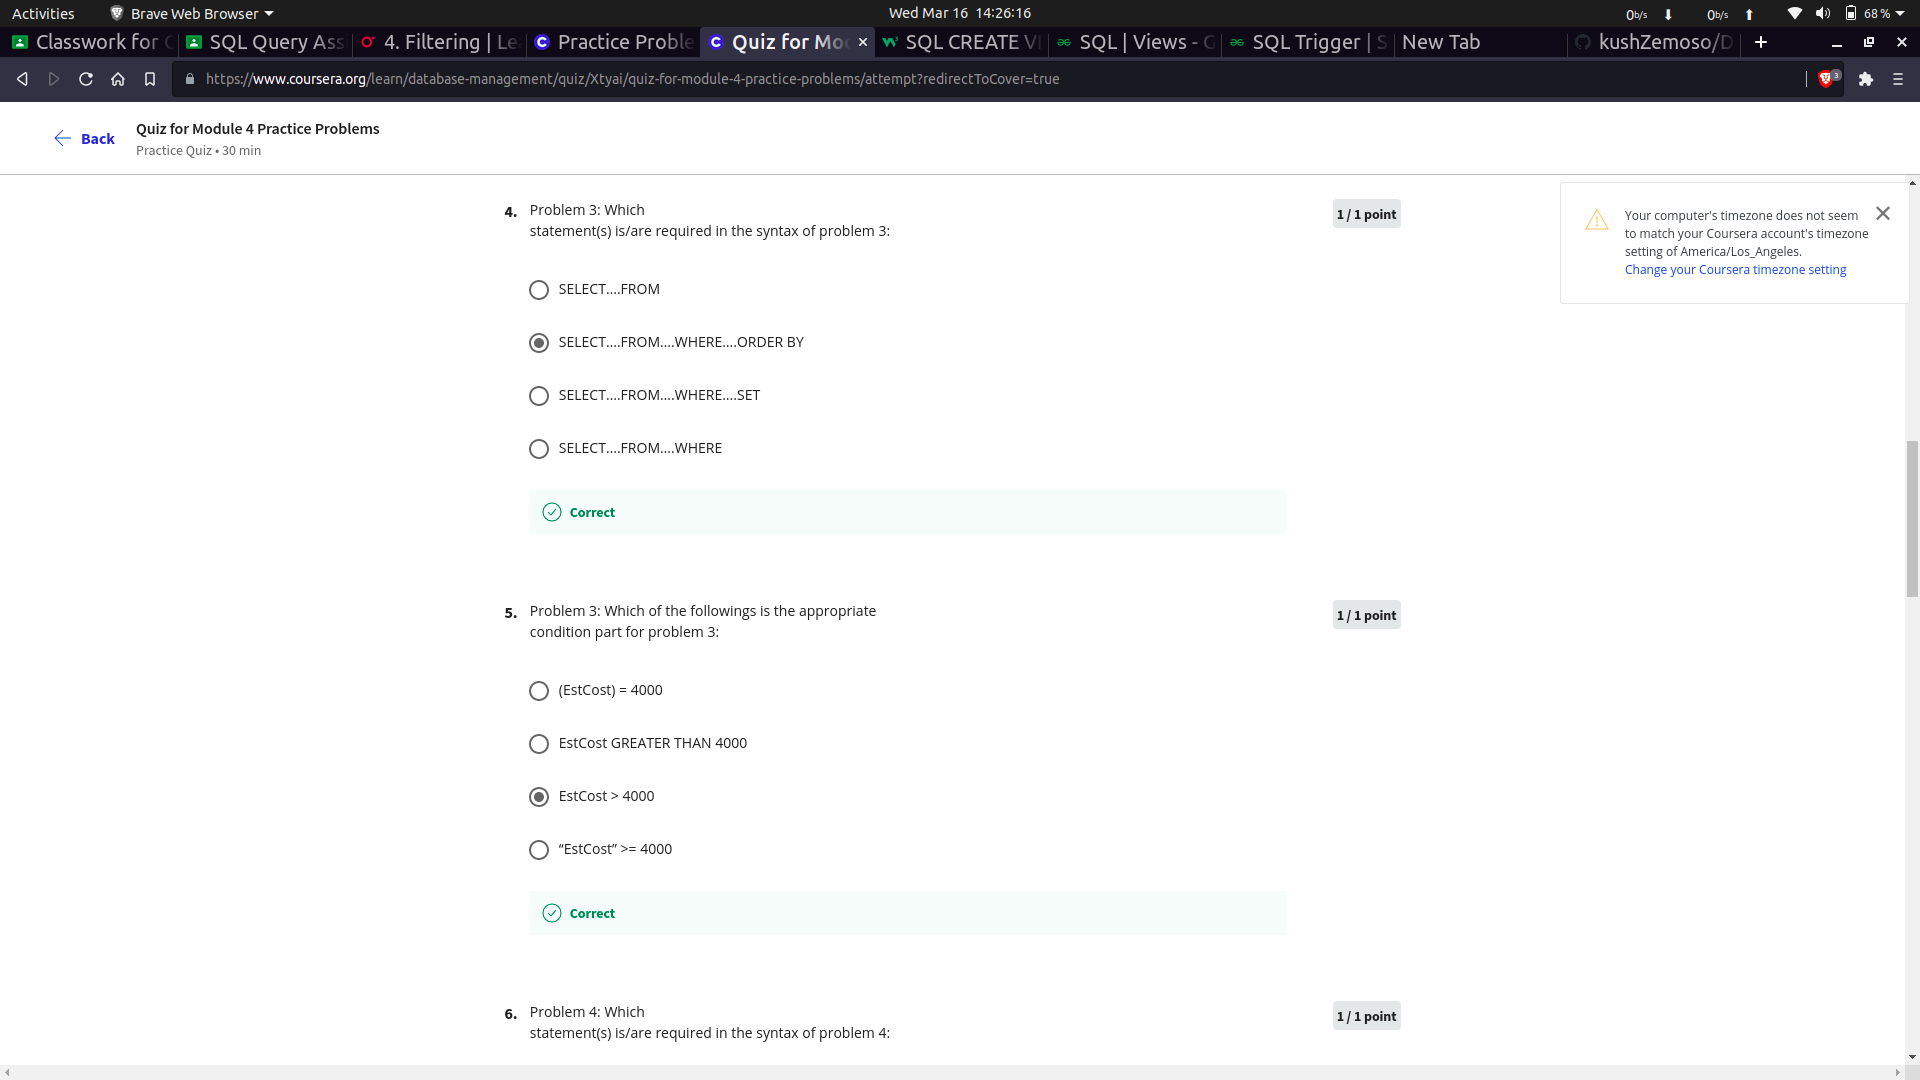 Activities
Brave Web Browser
Wed Mar 16 14:26:16
0b/s
0b/s
68 %
Classwork for
SQL Query Ass
4. Filtering | Le
Practice Proble
Quiz for Mo
SQL CREATE VI
SQL | Views - G
SQL Trigger | S
New Tab
kushZemoso/D
https://www.coursera.org/learn/database-management/quiz/Xtyai/quiz-for-module-4-practice-problems/attempt?redirectToCover=true
3
Back
Quiz for Module 4 Practice Problems
Practice Quiz • 30 min
Your computer's timezone does not seem
to match your Coursera account's timezone
setting of America/Los_Angeles.
Change your Coursera timezone setting
4.
Problem 3: Which
statement(s) is/are required in the syntax of problem 3:
1 / 1 point
SELECT....FROM
SELECT....FROM....WHERE....ORDER BY
SELECT....FROM....WHERE....SET
SELECT....FROM....WHERE
Correct
5.
Problem 3: Which of the followings is the appropriate
condition part for problem 3:
1 / 1 point
(EstCost) = 4000
EstCost GREATER THAN 4000
EstCost > 4000
“EstCost” >= 4000
Correct
6.
Problem 4: Which
statement(s) is/are required in the syntax of problem 4:
1 / 1 point